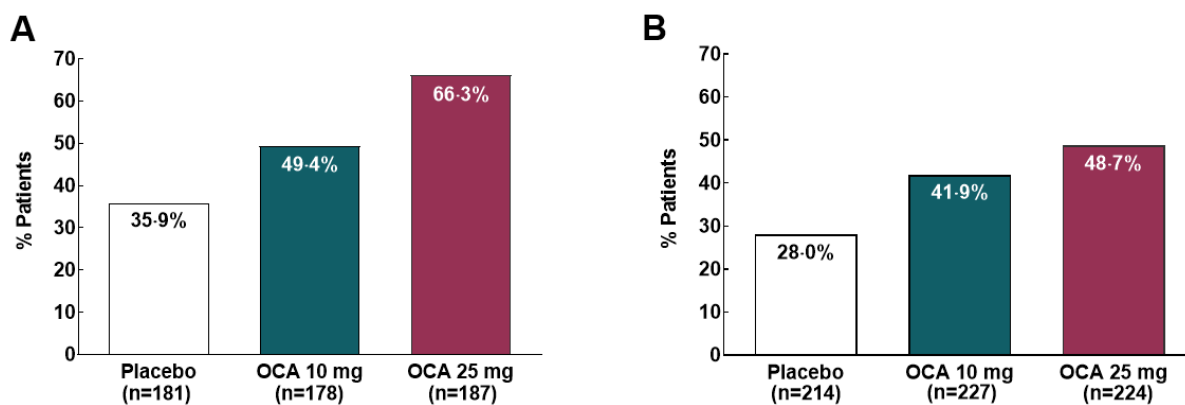 A
% Patients
70
60
50
40
30
20
10
0
35·9%
49·4%
66·3%
Placebo
(n=181)
OCA 10 mg
(n=178)
OCA 25 mg
(n=187)
B
% Patients
70
60
50
40
30
20
10
0
28·0%
41·9%
48·7%
Placebo
(n=214)
OCA 10 mg
(n=227)
OCA 25 mg
(n=224)